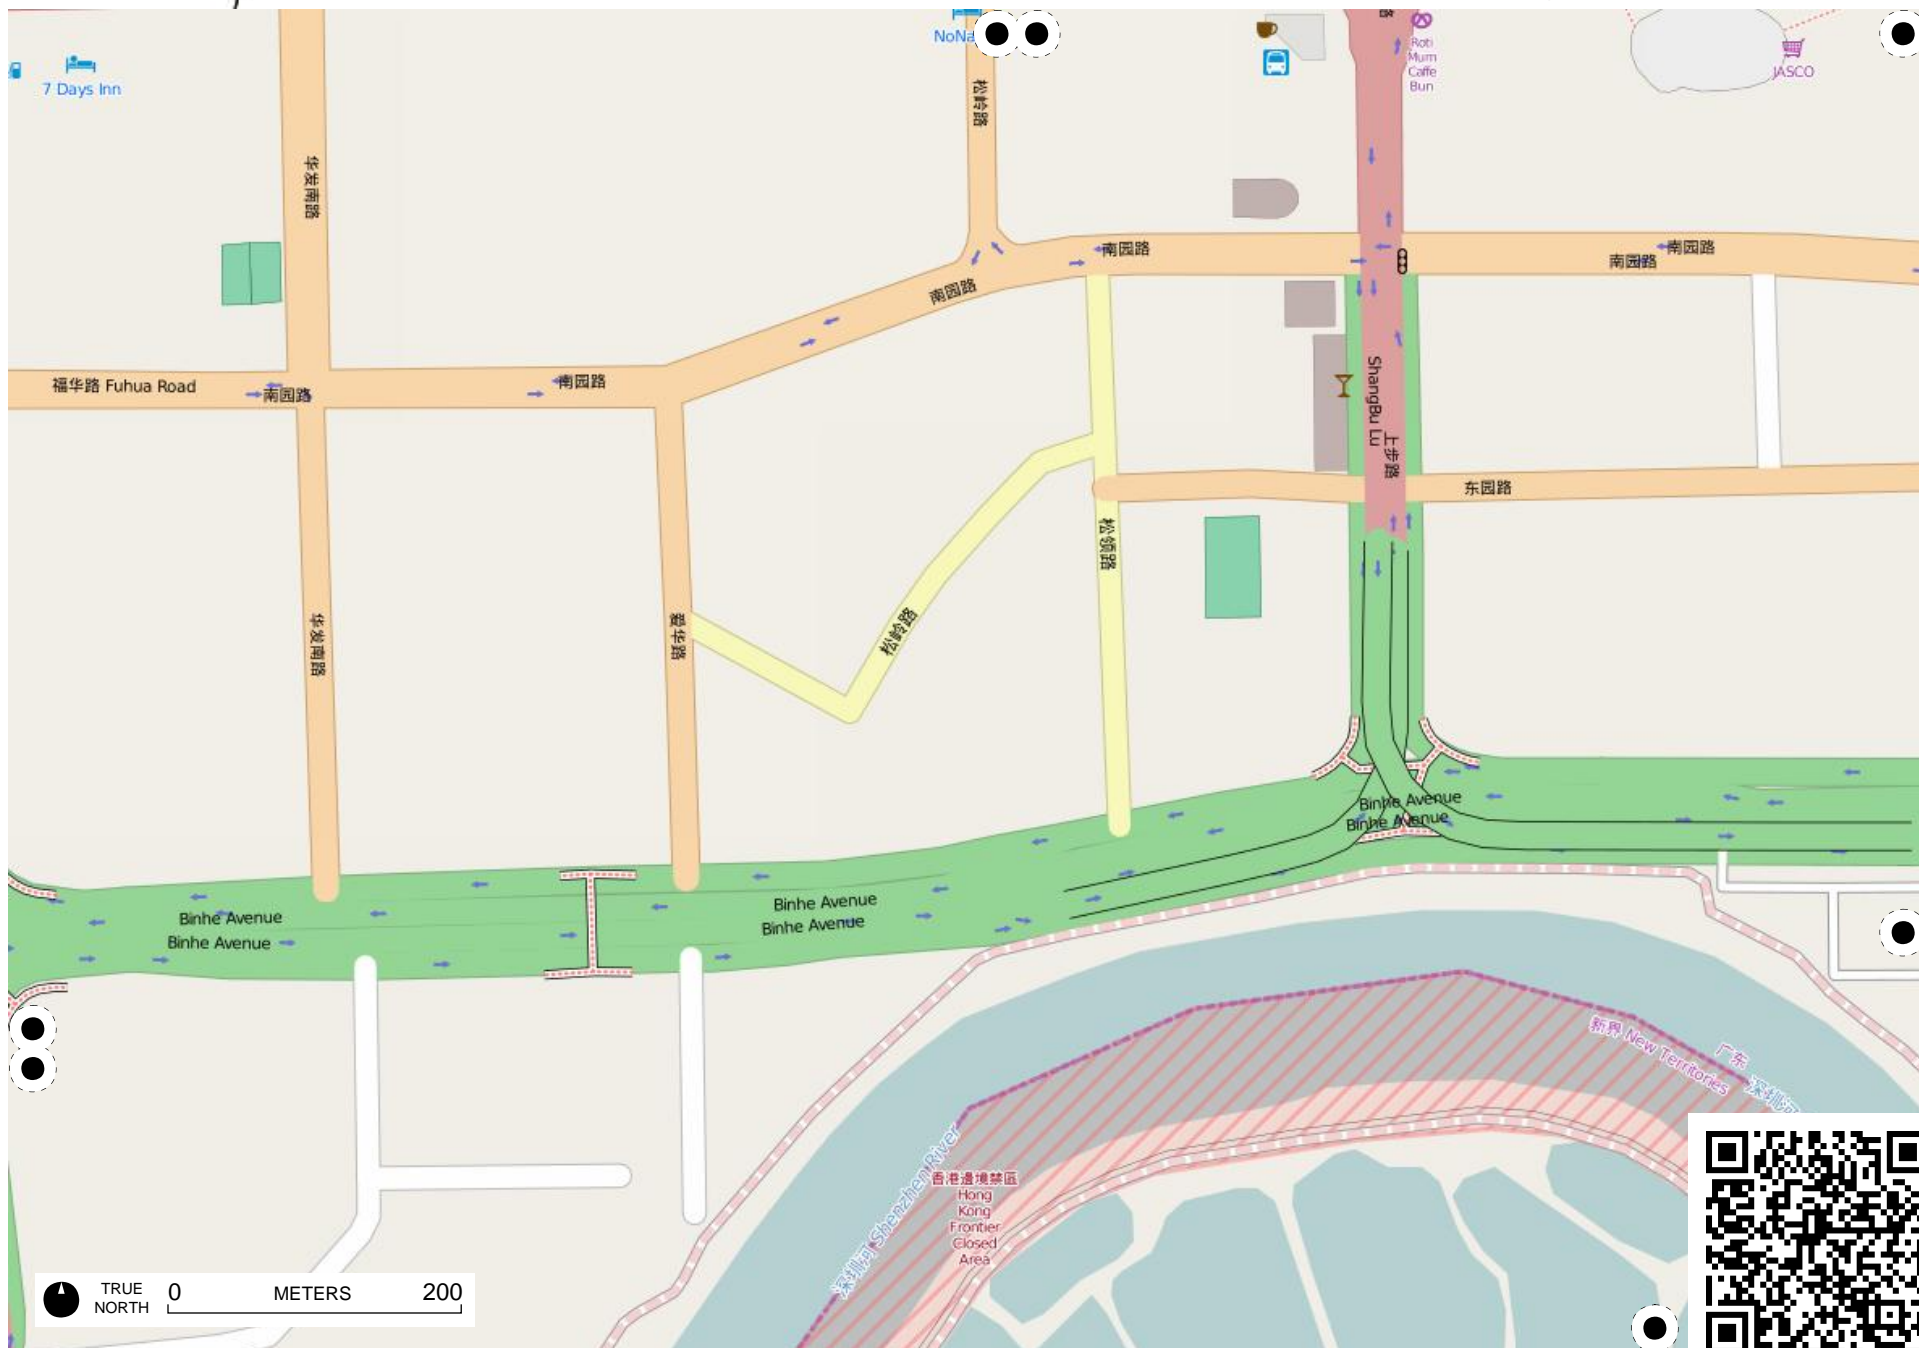 NoNa
7 Days Inn
Roti
Mum
Caffe
Bun
JASCO
松岭路
华发南路
南园路
南园路
南园路
南园路
福华路 Fuhua Road
南园路
南园路
ShangBu Lu
上步路
东园路
松领路
华发南路
爱华路
松岭路
Binhe Avenue
Binhe Avenue
Binhe Avenue
Binhe Avenue
Binhe Avenue
Binhe Avenue
新界 New Territories
广东
深圳河
深圳河 Shenzhen River
香港邊境禁區
Hong
Kong
Frontier
Closed
Area
TRUE
NORTH
0 METERS 200